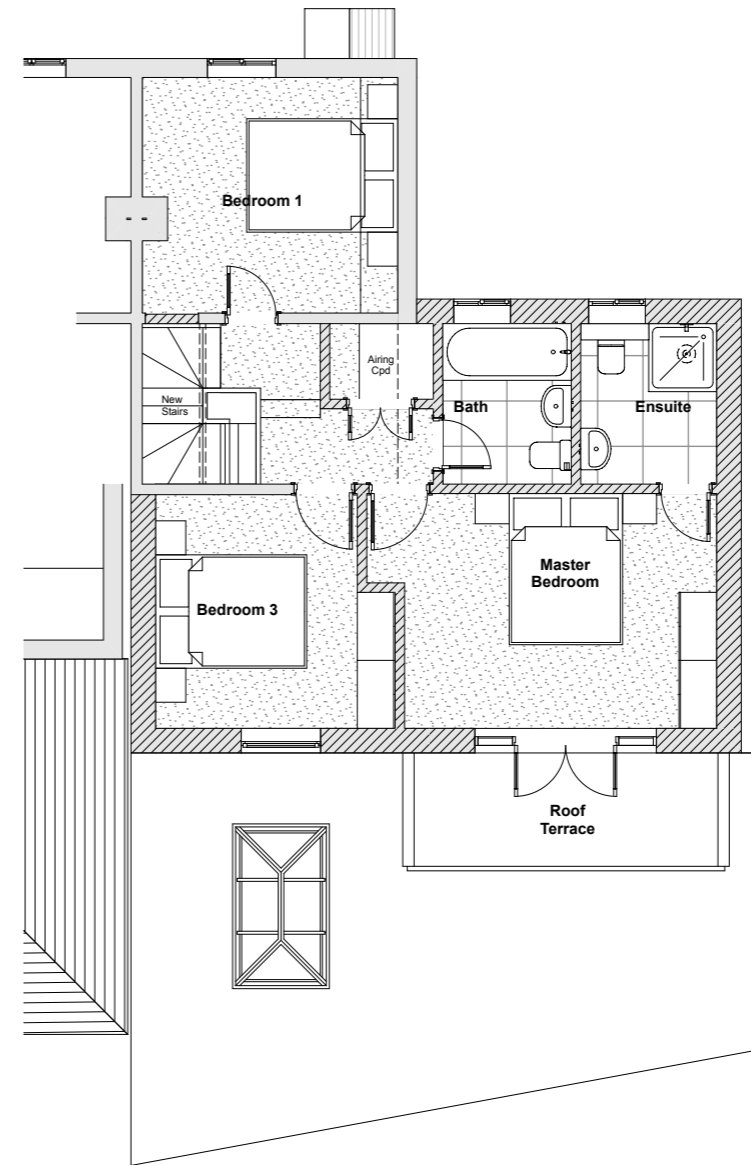 Bedroom 1
Airing
Cpd
New
Stairs
Bath
Ensuite
Master
Bedroom
Bedroom 3
Roof
Terrace